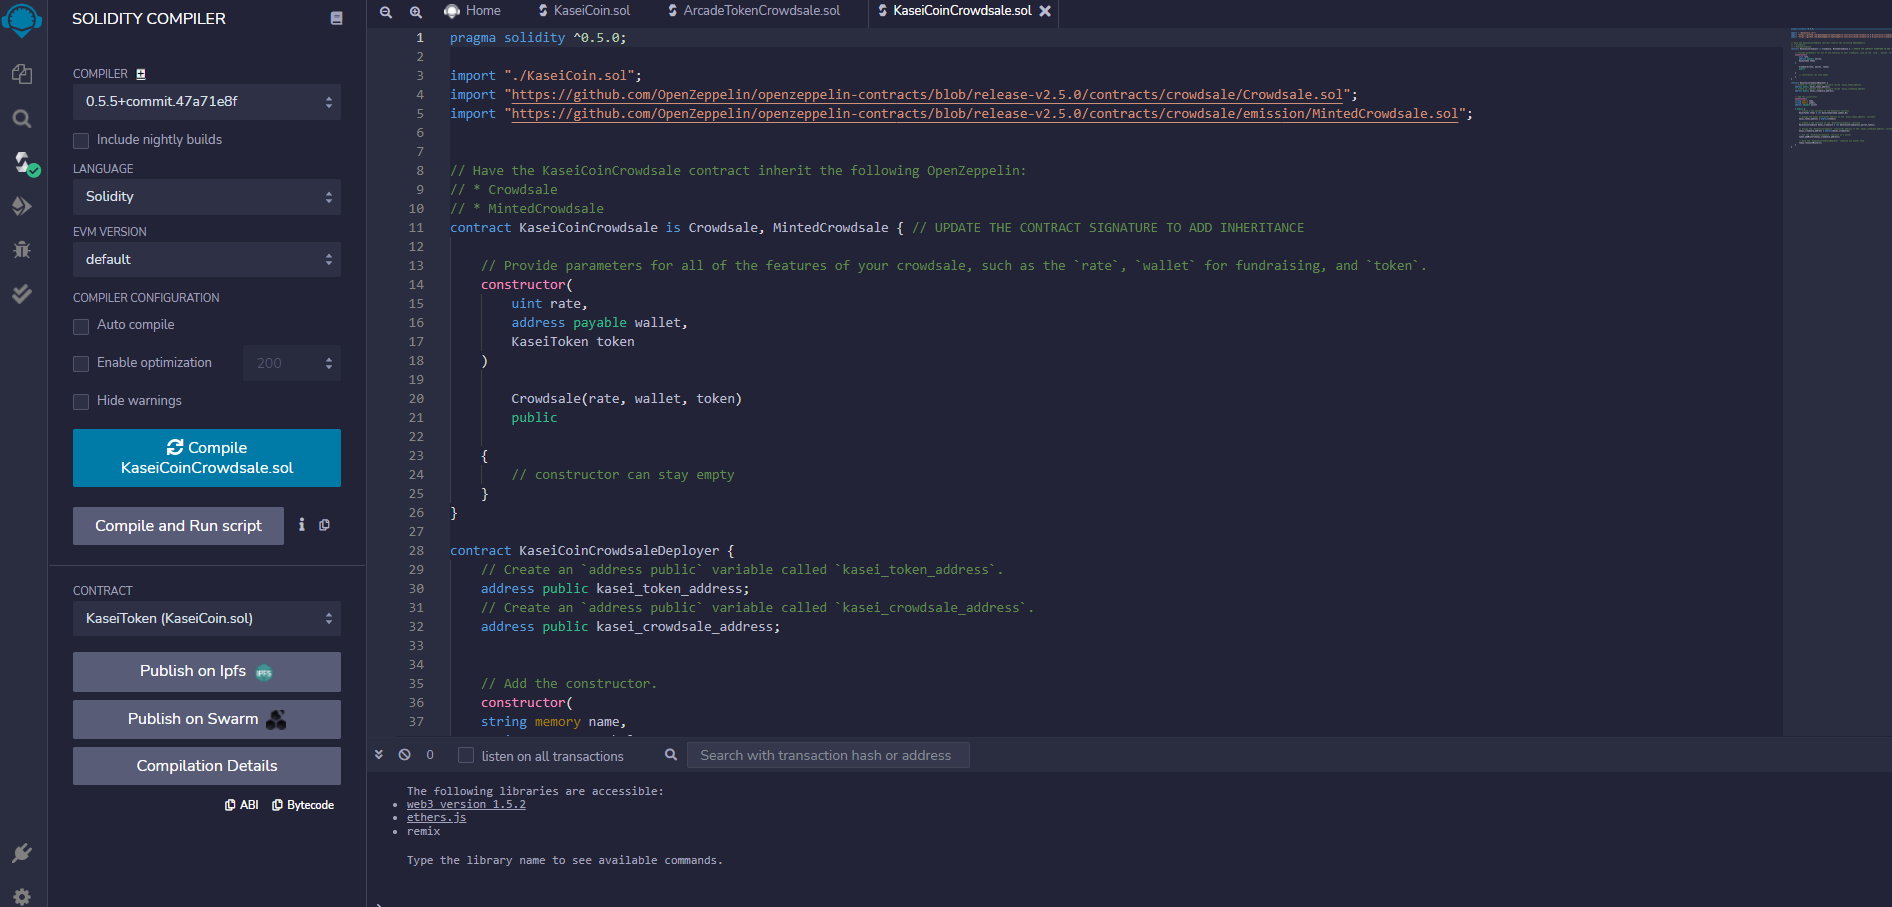 SOLIDITY COMPILER
COMPILER
0.5.5+commit.47a71e8f
Include nightly builds
LANGUAGE
Solidity
EVM VERSION
default
COMPILER CONFIGURATION
Auto compile
Enable optimization 200
Hide warnings
Compile
KaseiCoinCrowdsale.sol
Compile and Run script
CONTRACT
KaseiToken (KaseiCoin.sol)
Publish on Ipfs IPFS
Publish on Swarm
Compilation Details
ABI Bytecode
Home KaseiCoin.sol ArcadeTokenCrowdsale.sol KaseiCoinCrowdsale.sol
1 pragma solidity ^0.5.0;
2
3 import "./KaseiCoin.sol";
4 import "https://github.com/OpenZeppelin/openzeppelin-contracts/blob/release-v2.5.0/contracts/crowdsale/Crowdsale.sol";
5 import "https://github.com/OpenZeppelin/openzeppelin-contracts/blob/release-v2.5.0/contracts/crowdsale/emission/MintedCrowdsale.sol";
6
7
8 // Have the KaseiCoinCrowdsale contract inherit the following OpenZeppelin:
9 // * Crowdsale
10 // * MintedCrowdsale
11 contract KaseiCoinCrowdsale is Crowdsale, MintedCrowdsale { // UPDATE THE CONTRACT SIGNATURE TO ADD INHERITANCE
12
13 // Provide parameters for all of the features of your crowdsale, such as the `rate`, `wallet` for fundraising, and `token`.
14 constructor(
15 uint rate,
16 address payable wallet,
17 KaseiToken token
18 )
19
20 Crowdsale(rate, wallet, token)
21 public
22
23 {
24 // constructor can stay empty
25 }
26 }
27
28 contract KaseiCoinCrowdsaleDeployer {
29 // Create an `address public` variable called `kasei_token_address`.
30 address public kasei_token_address;
31 // Create an `address public` variable called `kasei_crowdsale_address`.
32 address public kasei_crowdsale_address;
33
34
35 // Add the constructor.
36 constructor(
37 string memory name,
0 listen on all transactions Search with transaction hash or address
The following libraries are accessible:
• web3 version 1.5.2
• ethers.js
• remix
Type the library name to see available commands.
>